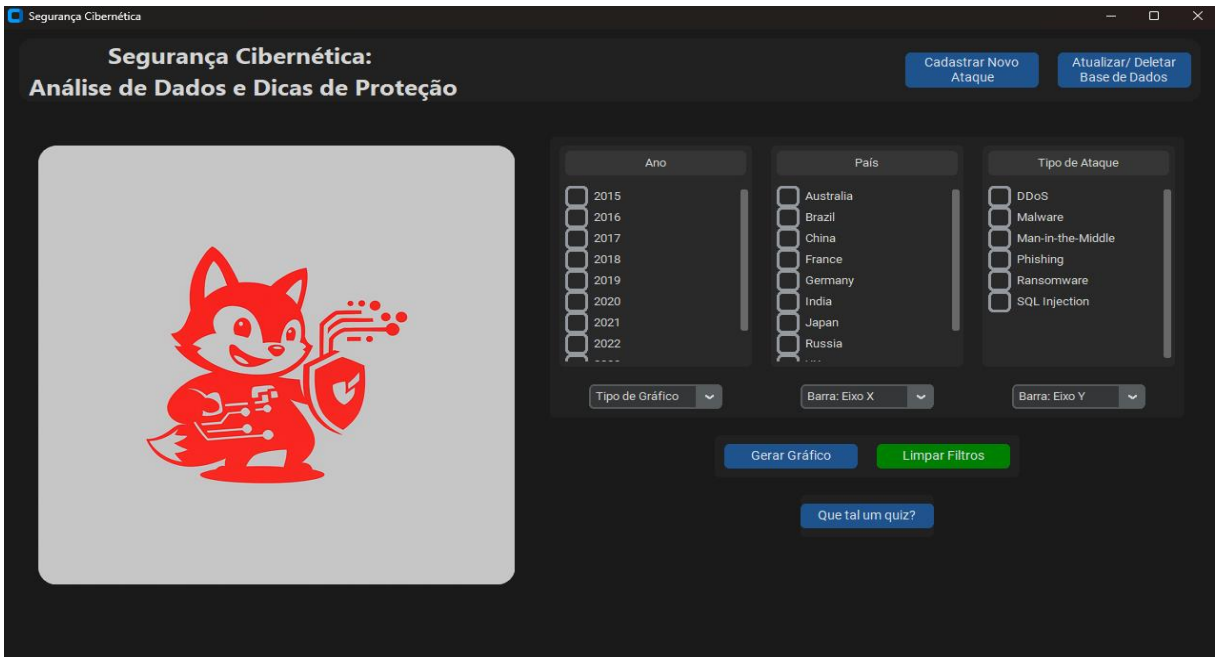 Segurança Cibernética
Segurança Cibernética:
Análise de Dados e Dicas de Proteção
Cadastrar Novo
Ataque
Atualizar/ Deletar
Base de Dados
Ano
2015
2016
2017
2018
2019
2020
2021
2022
País
Australia
Brazil
China
France
Germany
India
Japan
Russia
Tipo de Ataque
DDoS
Malware
Man-in-the-Middle
Phishing
Ransomware
SQL Injection
Tipo de Gráfico
Barra: Eixo X
Barra: Eixo Y
Gerar Gráfico
Limpar Filtros
Que tal um quiz?